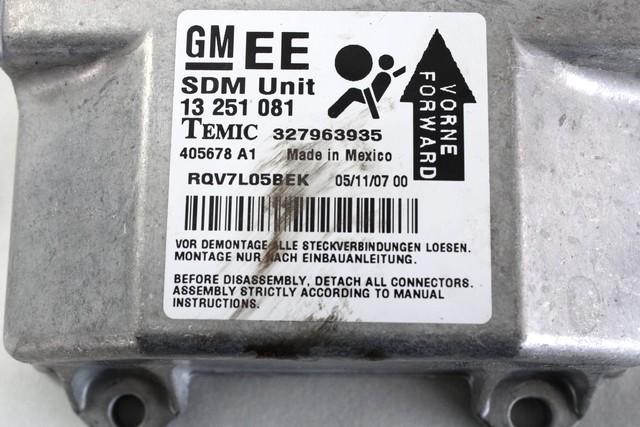 GM EE
SDM Unit
13 251 081
TEMIC 327963935
405678 A1 Made in Mexico
RQV7L05BEK 05/11/07 00
VORNE
FORWARD
VOR DEMONTAGE ALLE STECKVERBINDUNGEN LOESEN.
MONTAGE NUR NACH EINBAUANLEITUNG.
BEFORE DISASSEMBLY, DETACH ALL CONNECTORS.
ASSEMBLY STRICTLY ACCORDING TO MANUAL
INSTRUCTIONS.